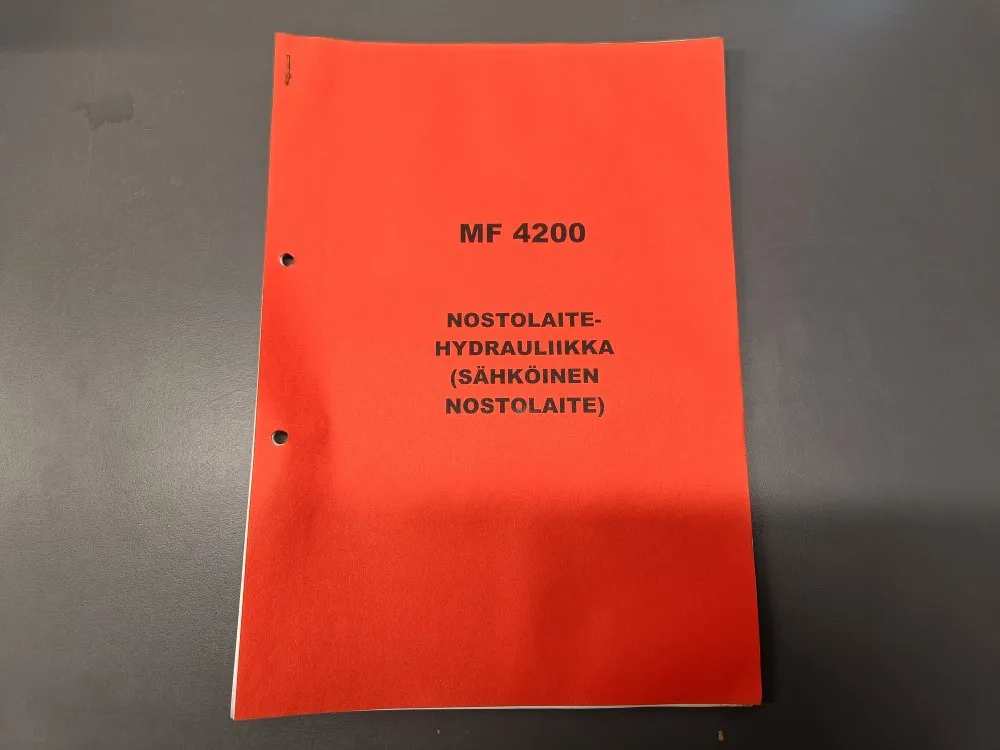 MF 4200
NOSTOLAITE-
HYDRAULIIKKA
(SÄHKÖINEN
NOSTOLAITE)